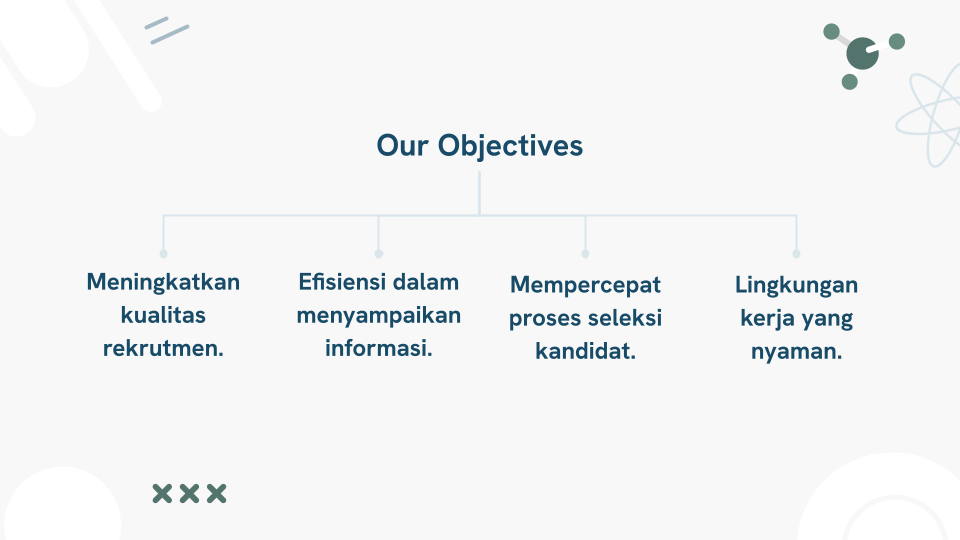 Our Objectives
Meningkatkan
kualitas
rekrutmen.
Efisiensi dalam
menyampaikan
informasi.
Mempercepat
proses seleksi
kandidat.
Lingkungan
kerja yang
nyaman.